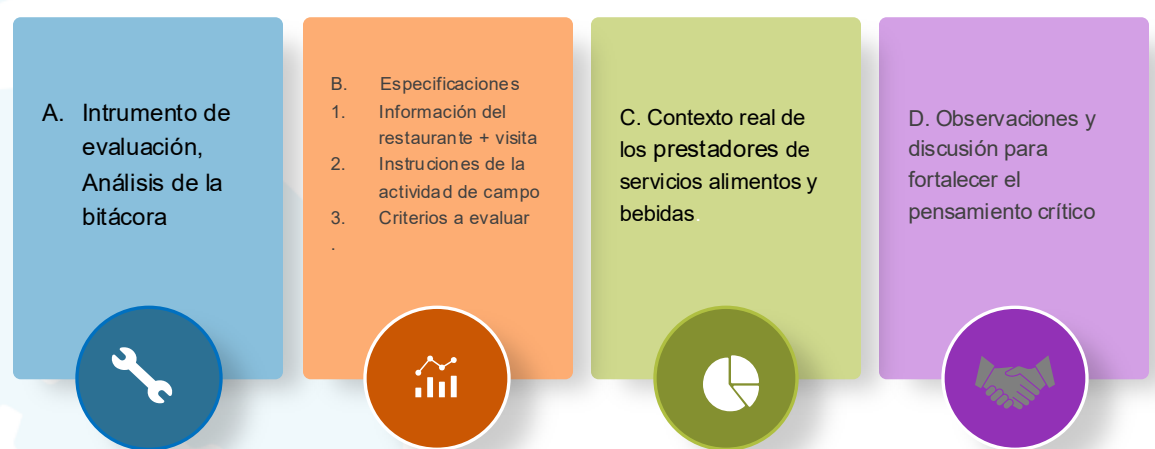 A. Intrumento de
evaluación,
Análisis de la
bitácora
B. Especificaciones
1. Información del
restaurante + visita
2. Instruciones de la
actividad de campo
3. Criterios a evaluar
.
C. Contexto real de
los prestadores de
servicios alimentos y
bebidas
D. Observaciones y
discusión para
fortalecer el
pensamiento crítico